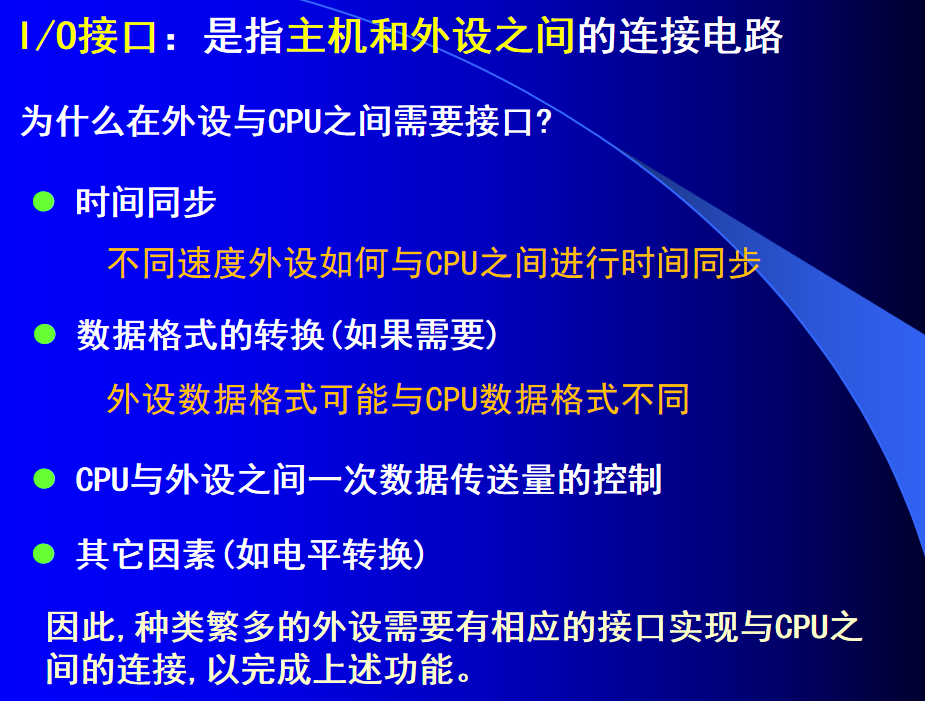 I/O接口：是指主机和外设之间的连接电路
为什么在外设与CPU之间需要接口?
时间同步
不同速度外设如何与CPU之间进行时间同步
数据格式的转换(如果需要)
外设数据格式可能与CPU数据格式不同
CPU与外设之间一次数据传送量的控制
其它因素(如电平转换)
因此,种类繁多的外设需要有相应的接口实现与CPU之
间的连接,以完成上述功能。